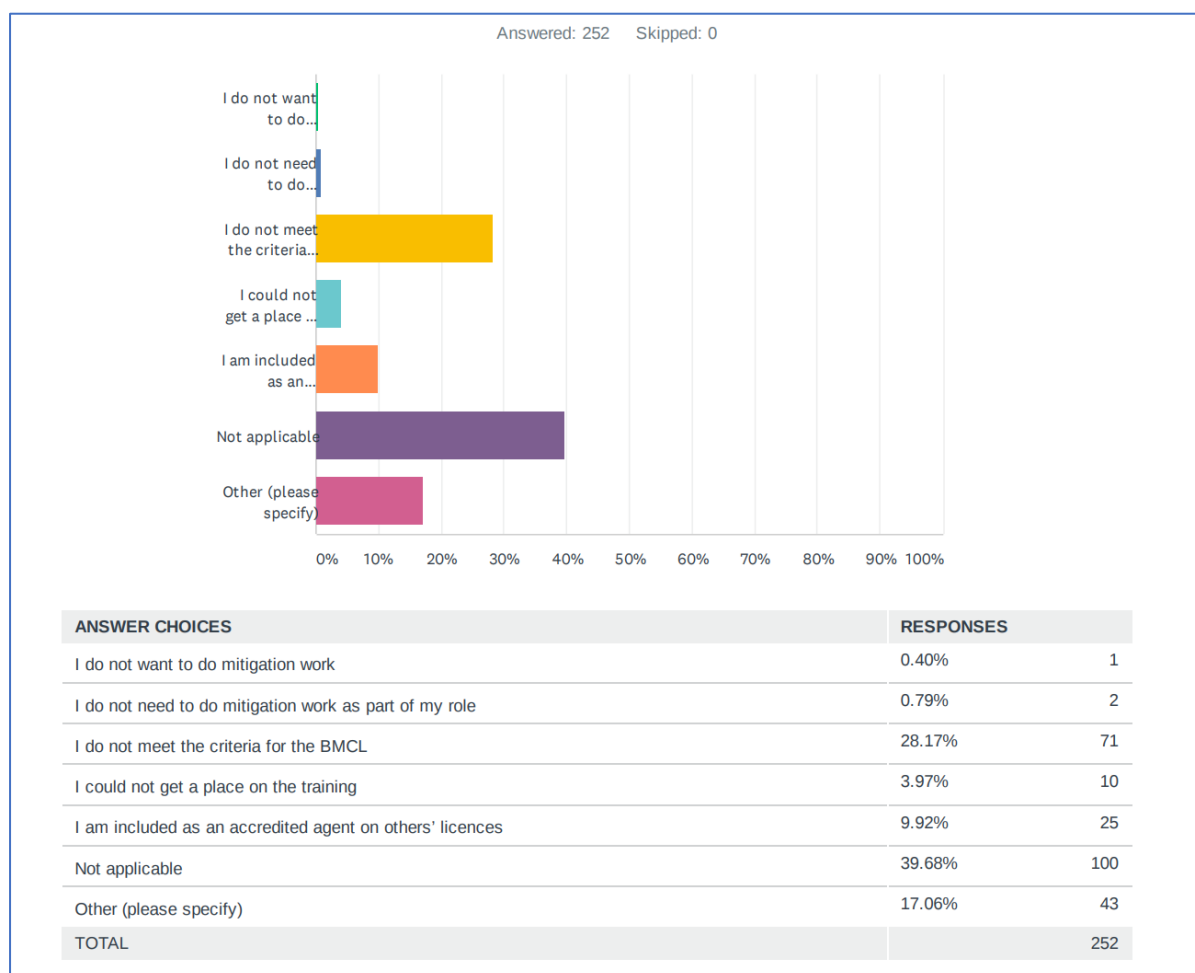 Answered: 252 Skipped: 0
I do not want
to do...
I do not need
to do...
I do not meet
the criteria...
I could not
get a place ...
I am included
as an...
Not applicable
Other (please
specify)
0% 10% 20% 30% 40% 50% 60% 70% 80% 90% 100%
ANSWER CHOICES RESPONSES
I do not want to do mitigation work 0.40% 1
I do not need to do mitigation work as part of my role 0.79% 2
I do not meet the criteria for the BMCL 28.17% 71
I could not get a place on the training 3.97% 10
I am included as an accredited agent on others’ licences 9.92% 25
Not applicable 39.68% 100
Other (please specify) 17.06% 43
TOTAL 252